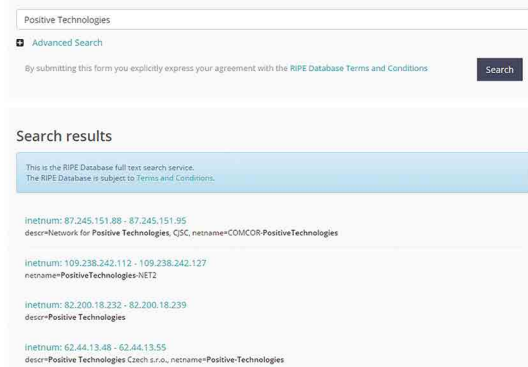 Positive Technologies
Advanced Search
By submitting this form you explicitly express your agreement with the RIPE Database Terms and Conditions
Search
Search results
This is the RIPE Database full text search service.
The RIPE Database is subject to Terms and Conditions.
inetnum: 87.245.151.88 - 87.245.151.95
descr=Network for Positive Technologies, CJSC, netname=COMCOR-PositiveTechnologies
inetnum: 109.238.242.112 - 109.238.242.127
netname=PositiveTechnologies-NET2
inetnum: 82.200.18.232 - 82.200.18.239
descr=Positive Technologies
inetnum: 62.44.13.48 - 62.44.13.55
descr=Positive Technologies Czech s.r.o., netname=Positive-Technologies